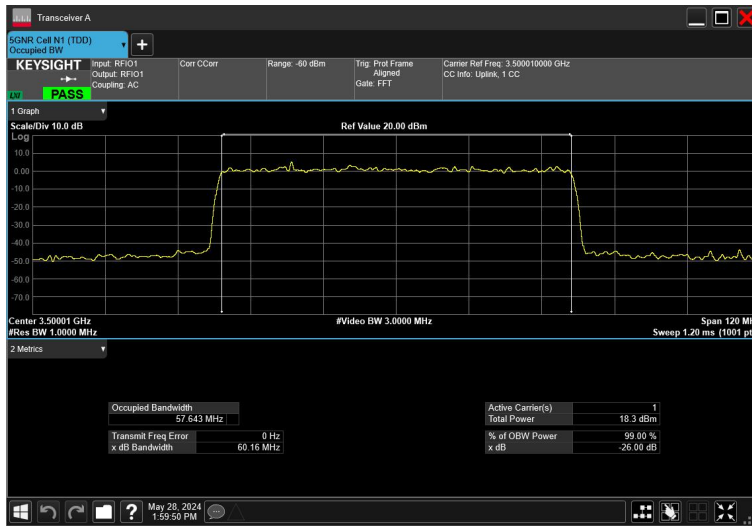 Transceiver A
5GNR Cell N1 (TDD)
Occupied BW
KEYSIGHT
PASS
Input: RFIO1
Output: RFIO1
Coupling: AC
Corr CCorr
Range: -60 dBm
Trig: Prot Frame
Aligned
Gate: FFT
Carrier Ref Freq: 3.500010000 GHz
CC Info: Uplink, 1 CC
1 Graph
Scale/Div 10.0 dB
Ref Value 20.00 dBm
Log
10.0
0.00
-10.0
-20.0
-30.0
-40.0
-50.0
-60.0
-70.0
Center 3.50001 GHz
#Video BW 3.0000 MHz
Span 120 M
#Res BW 1.0000 MHz
Sweep 1.20 ms (1001 pt
2 Metrics
Occupied Bandwidth
57.643 MHz
Transmit Freq Error 0 Hz
x dB Bandwidth 60.16 MHz
Active Carrier(s) 1
Total Power 18.3 dBm
% of OBW Power 99.00 %
x dB -26.00 dB
?
May 28, 2024
1:59:50 PM